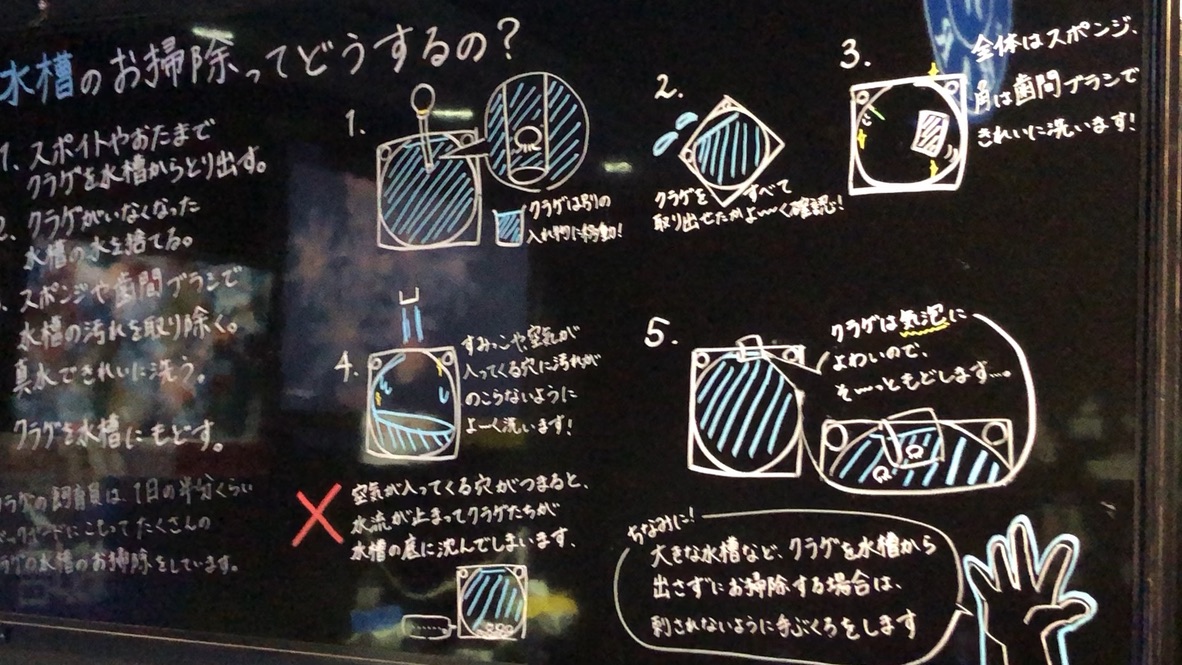 水槽のお掃除ってどうするの？
1. スポイトやおたまで
クラゲを水槽からとり出す。
2. クラゲがいなくなった
水槽の水を捨てる。
スポンジや歯間ブラシで
水槽の汚れを取り除く。
真水できれいに洗う。
クラゲを水槽にもどす。
クラゲの飼育員は1日の半分くらい
バックヤードにこもってたくさんの
クラゲの水槽のお掃除をしています。
1.
クラゲは別の
入れ物に移動!
2.
クラゲをすべて
取り出せたかよ〜く確認!
3.
全体はスポンジ、
角は歯間ブラシで
きれいに洗います!
4.
すみっこや、空気が
入ってくる穴に汚れが
のこらないように
よーく洗います!
空気が入ってくる穴がつまると、
水流が止まってクラゲたちが
水槽の底に沈んでしまいます、
5.
クラゲは気泡に
よわいので、
そ〜っともどします…。
ちなみに!
大きな水槽など、クラゲを水槽から
出さずにお掃除する場合は、
刺されないように手ぶくろをします